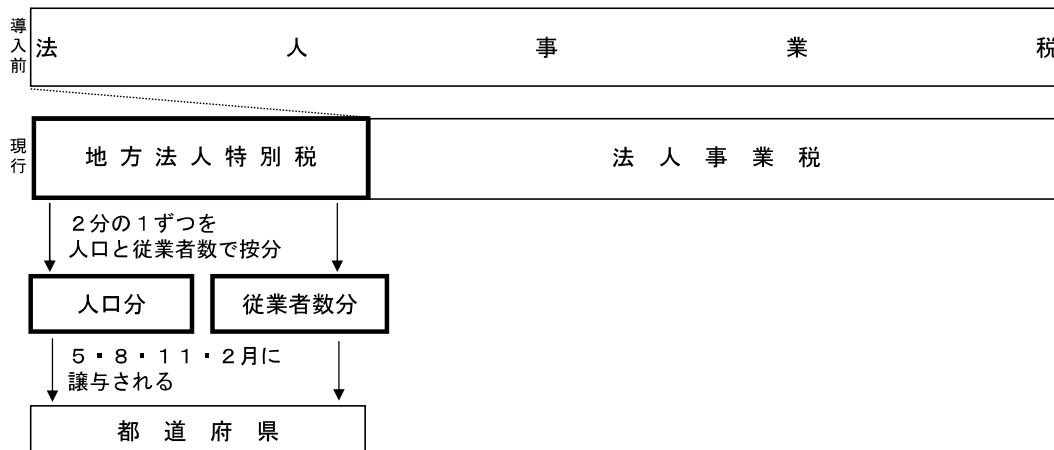 導入前
法人事業税
現行
地方法人特別税
法人事業税
２分の１ずつを
人口と従業者数で按分
人口分
従業者数分
５・８・１１・２月に
譲与される
都道府県